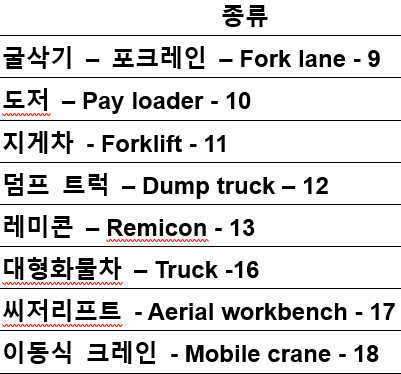 종류
굴삭기 – 포크레인 – Fork lane - 9
도저 – Pay loader - 10
지게차 - Forklift - 11
덤프 트럭 – Dump truck – 12
레미콘 – Remicon - 13
대형화물차 – Truck -16
씨저리프트 - Aerial workbench - 17
이동식 크레인 - Mobile crane - 18